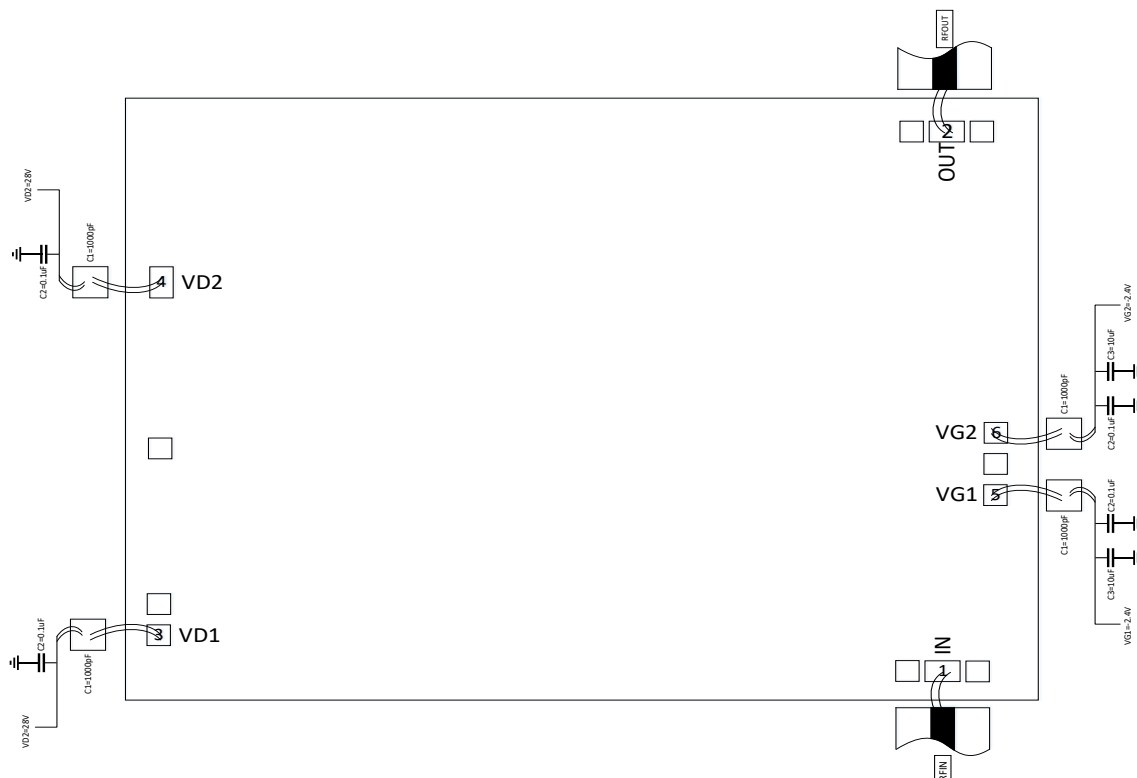 RFOUT
2
OUT
VD2=28V
C1=1000pF
C2=0.1uF
4
VD2
VG2=-2.4V
C3=10uF
C1=1000pF
C2=0.1uF
VG2
6
VG1
5
C2=0.1uF
C1=1000pF
C3=10uF
VG1=-2.4V
C2=0.1uF
3
VD1
C1=1000pF
VD2=28V
IN
1
RFIN